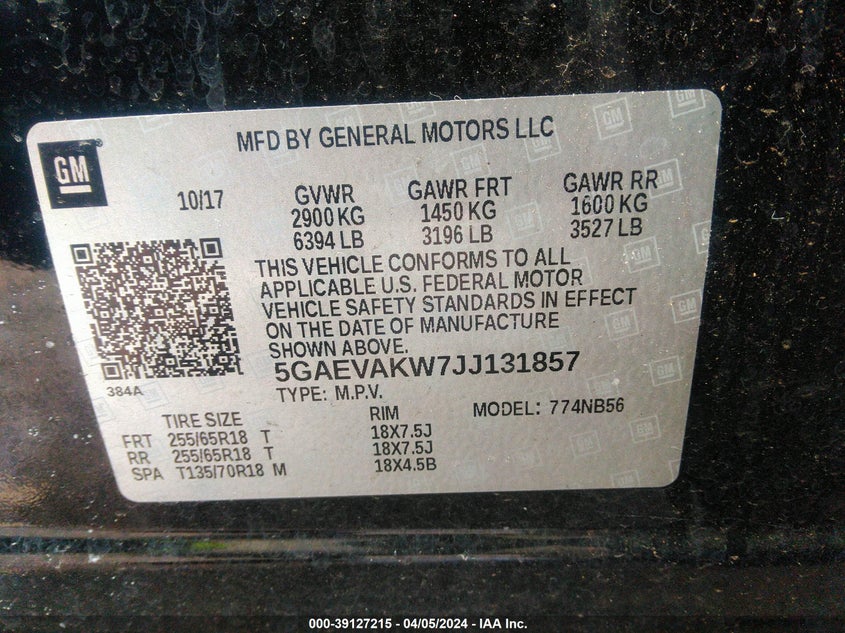 MFD BY GENERAL MOTORS LLC
GM
10/17 GVWR GAWR FRT GAWR RR
2900 KG 1450 KG 1600 KG
6394 LB 3196 LB 3527 LB
THIS VEHICLE CONFORMS TO ALL
APPLICABLE U.S. FEDERAL MOTOR
VEHICLE SAFETY STANDARDS IN EFFECT
ON THE DATE OF MANUFACTURE
SHOWN ABOVE.
384A
5GAEVAKW7JJ131857
TYPE: M.P.V. MODEL: 774NB56
TIRE SIZE RIM
FRT 255/65R18 T 18X7.5J
RR 255/65R18 T 18X7.5J
SPA T135/70R18 M 18X4.5B
000-39127215 - 04/05/2024 - IAA Inc.